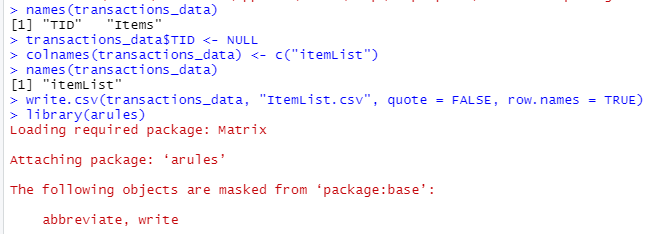 > names(transactions_data)
[1] "TID"   "Items"
> transactions_data$TID <- NULL
> colnames(transactions_data) <- c("itemList")
> names(transactions_data)
[1] "itemList"
> write.csv(transactions_data, "ItemList.csv", quote = FALSE, row.names = TRUE)
> library(arules)
Loading required package: Matrix
Attaching package: ‘arules’
The following objects are masked from ‘package:base’:
    abbreviate, write